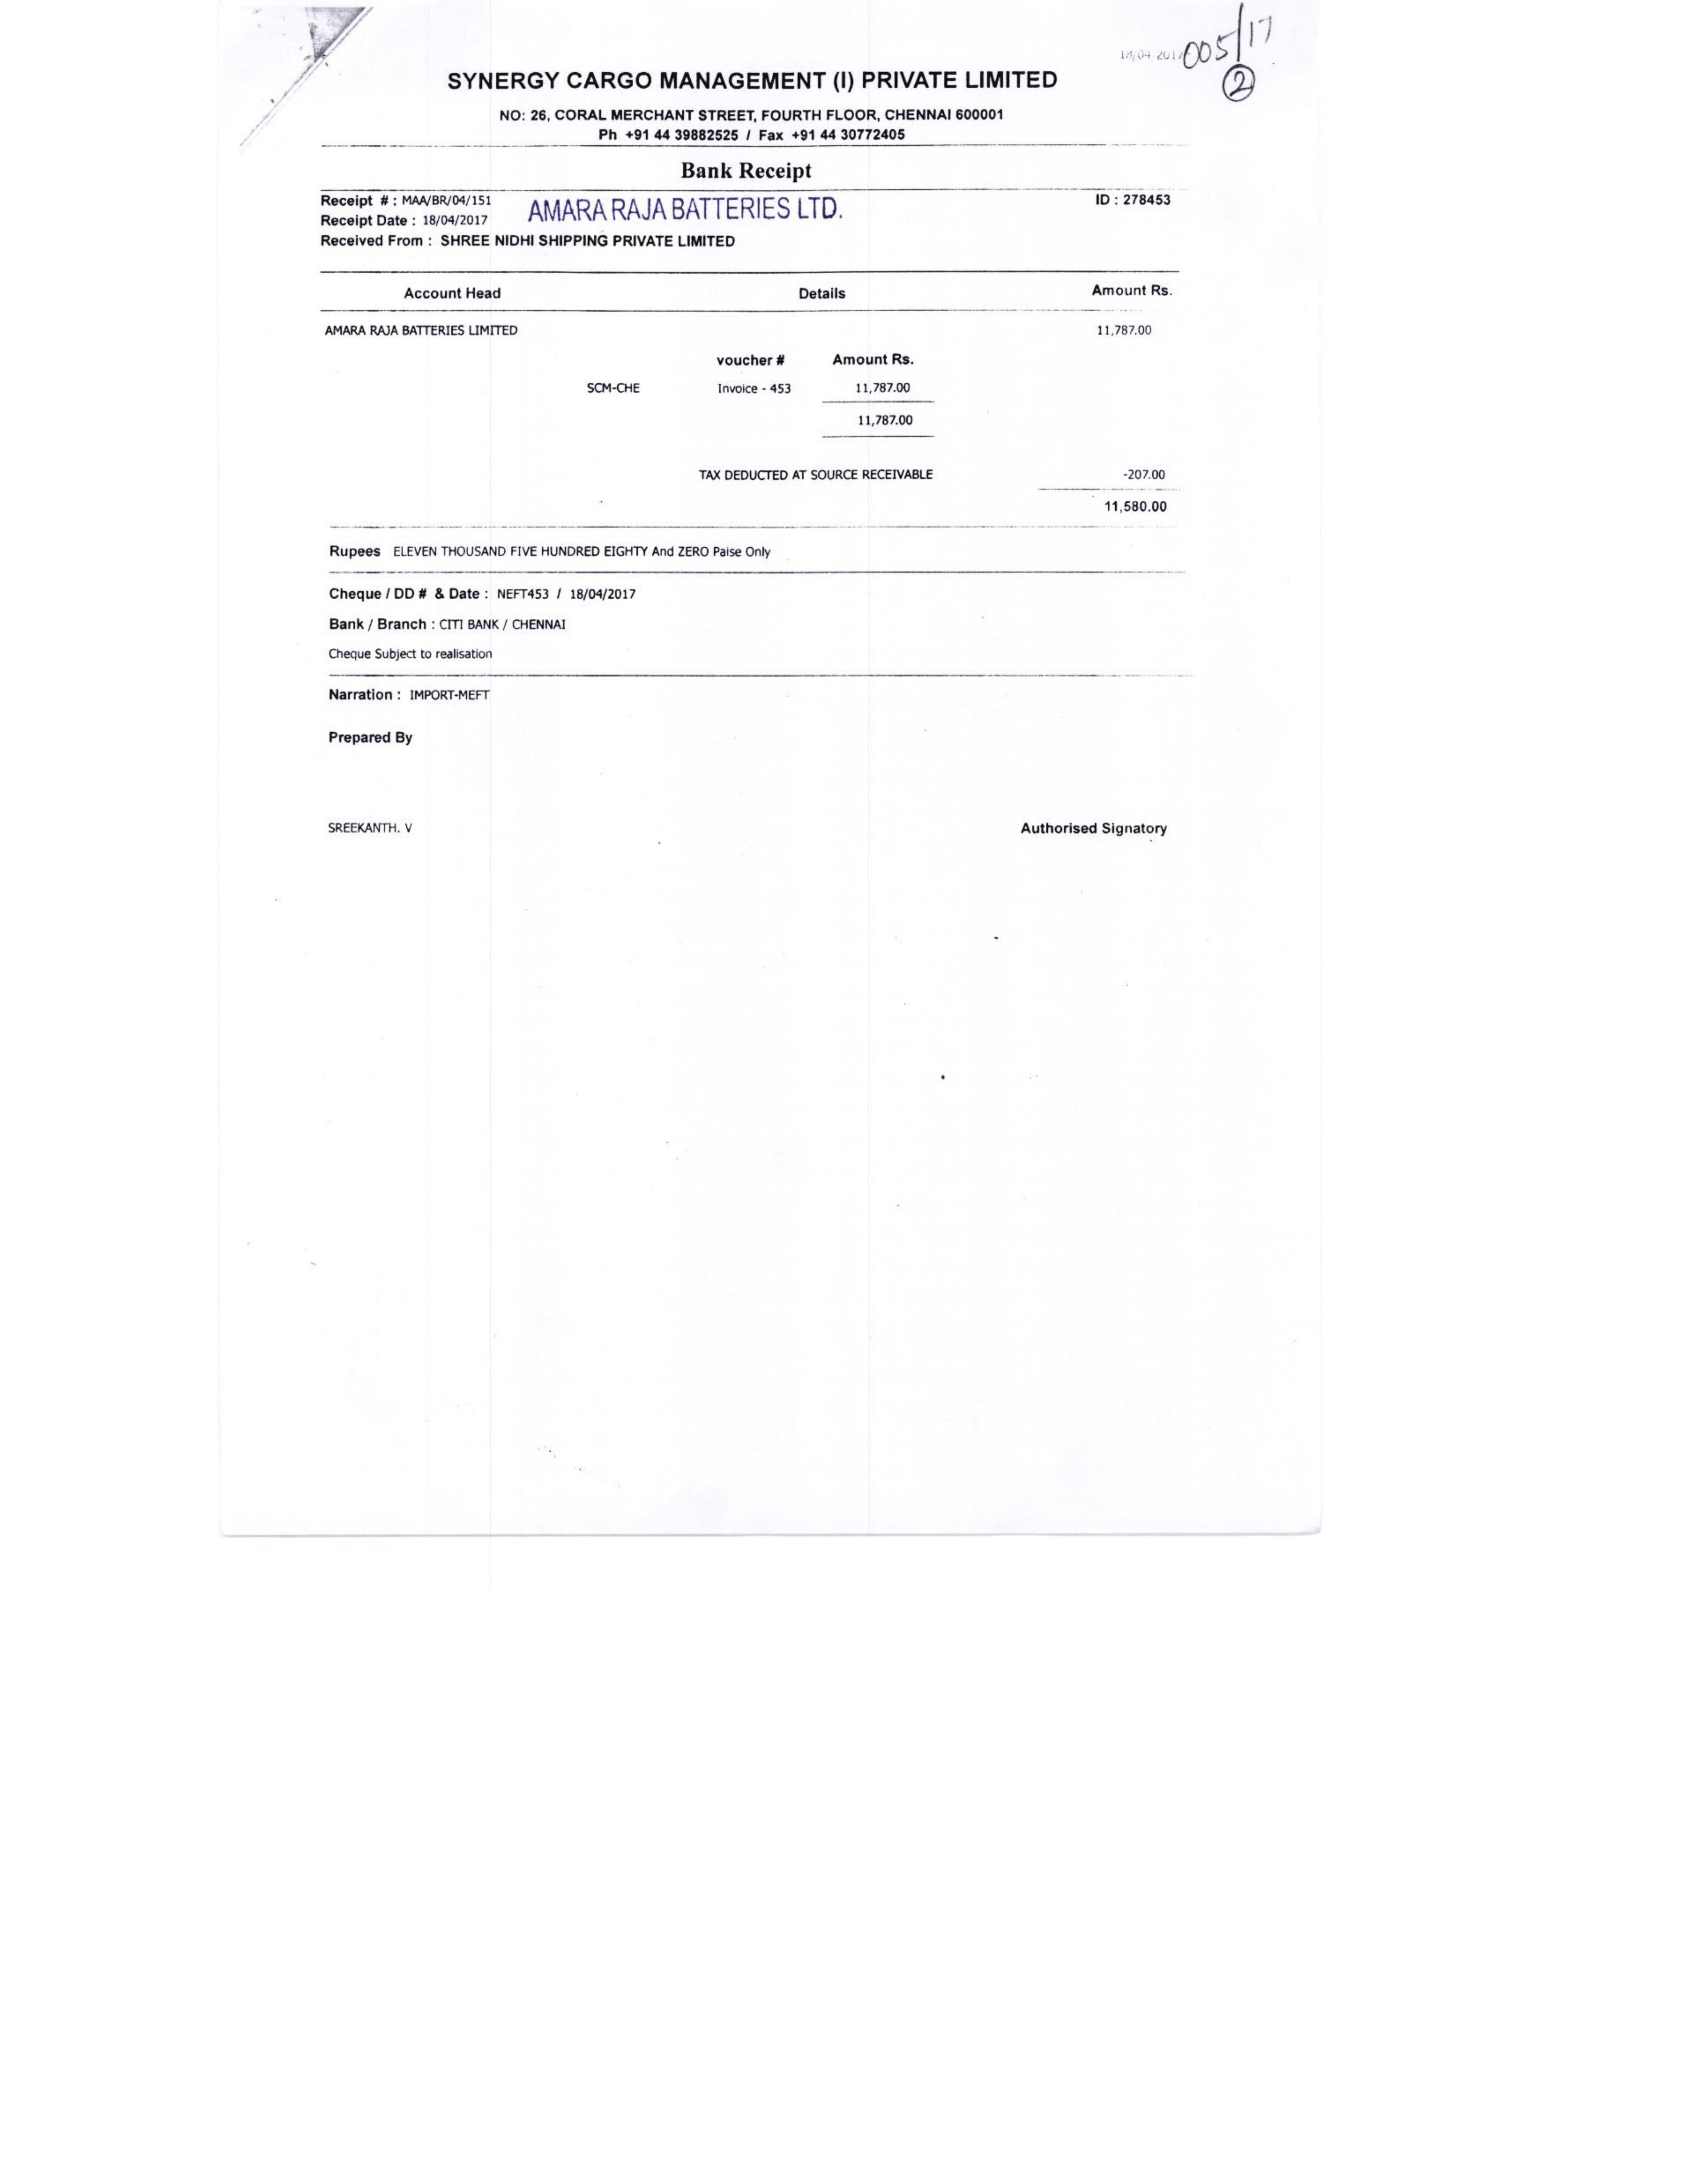 18/04/2017 005/17
2
SYNERGY CARGO MANAGEMENT (I) PRIVATE LIMITED
NO: 26, CORAL MERCHANT STREET, FOURTH FLOOR, CHENNAI 600001
Ph +91 44 39882525 / Fax +91 44 30772405
Bank Receipt
Receipt # : MAA/BR/04/151 AMARA RAJA BATTERIES LTD. ID : 278453
Receipt Date : 18/04/2017
Received From : SHREE NIDHI SHIPPING PRIVATE LIMITED
Account Head Details Amount Rs.
AMARA RAJA BATTERIES LIMITED 11,787.00
voucher # Amount Rs.
SCM-CHE Invoice - 453 11,787.00
11,787.00
TAX DEDUCTED AT SOURCE RECEIVABLE -207.00
11,580.00
Rupees ELEVEN THOUSAND FIVE HUNDRED EIGHTY And ZERO Paise Only
Cheque / DD # & Date : NEFT453 / 18/04/2017
Bank / Branch : CITI BANK / CHENNAI
Cheque Subject to realisation
Narration : IMPORT-MEFT
Prepared By
SREEKANTH. V Authorised Signatory